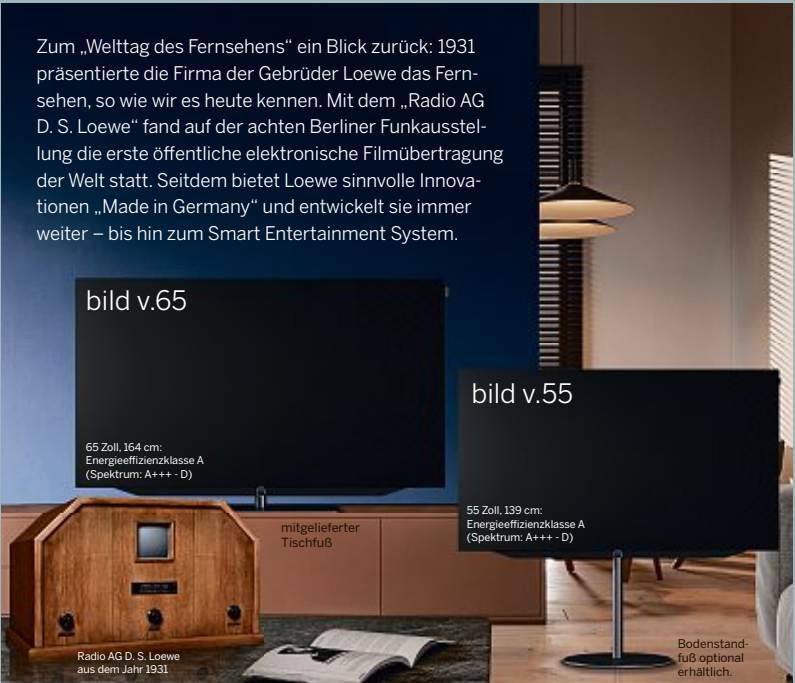 Zum „Welttag des Fernsehens“ ein Blick zurück: 1931
präsentierte die Firma der Gebrüder Loewe das Fern-
sehen, so wie wir es heute kennen. Mit dem „Radio AG
D. S. Loewe“ fand auf der achten Berliner Funkausstel-
lung die erste öffentliche elektronische Filmübertragung
der Welt statt. Seitdem bietet Loewe sinnvolle Innova-
tionen „Made in Germany“ und entwickelt sie immer
weiter – bis hin zum Smart Entertainment System.
bild v.65
65 Zoll, 164 cm:
Energieeffizienzklasse A
(Spektrum: A+++ - D)
mitgelieferter
Tischfuß
bild v.55
55 Zoll, 139 cm:
Energieeffizienzklasse A
(Spektrum: A+++ - D)
Radio AG D. S. Loewe
aus dem Jahr 1931
Bodenstand-
fuß optional
erhältlich.